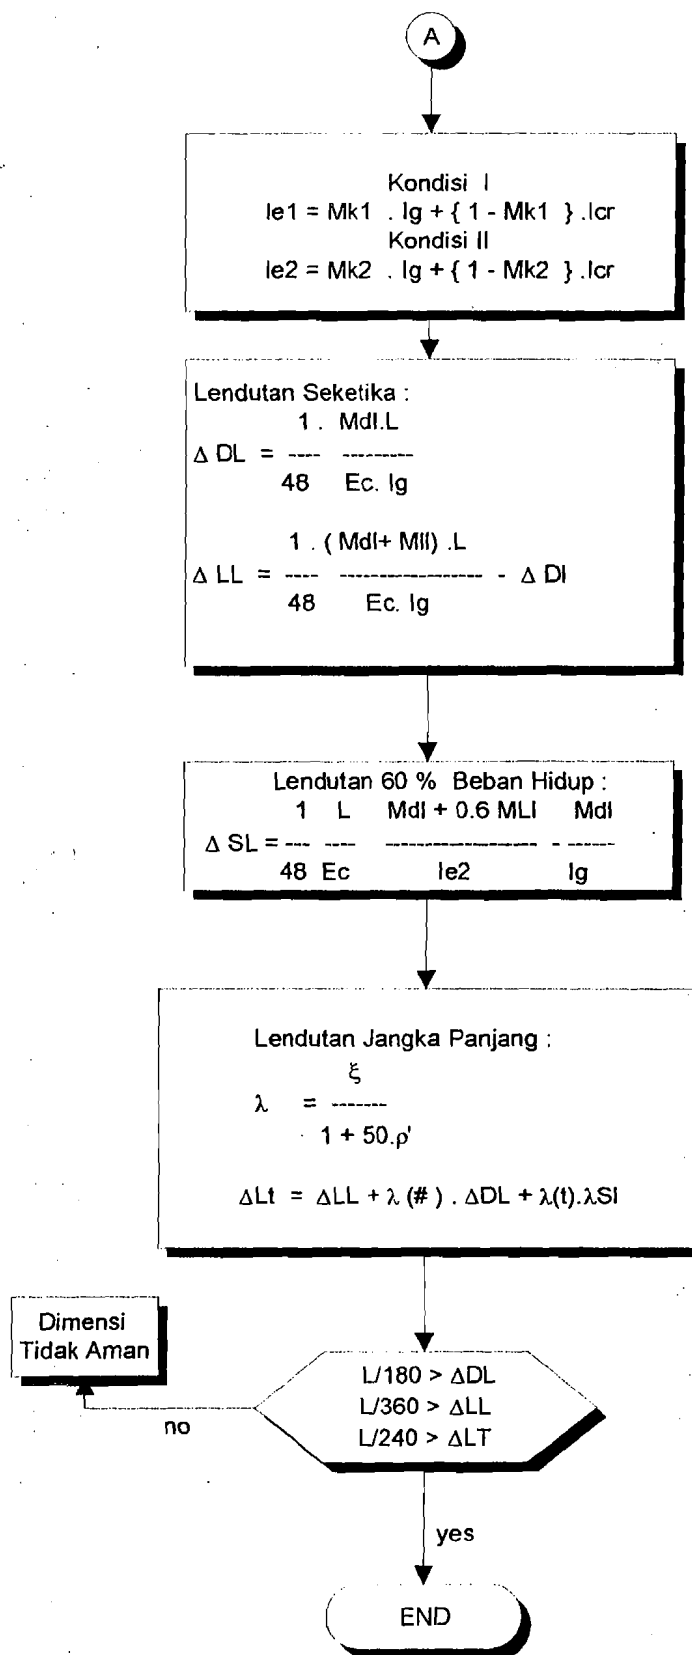 A
Kondisi I
Ie1 = Mk1 . Ig + { 1 - Mk1 } .Icr
Kondisi II
Ie2 = Mk2 . Ig + { 1 - Mk2 } .Icr
Lendutan Seketika :
1 . Mdl.L
Δ DL = ---- ---------
48 Ec. Ig
1 . ( Mdl+ Mll) .L
Δ LL = ---- ------------------ - Δ Dl
48 Ec. Ig
Lendutan 60 % Beban Hidup :
1 L Mdl + 0.6 MLl Mdl
Δ SL = --- ---- ------------------- - ------
48 Ec Ie2 Ig
Lendutan Jangka Panjang :
ξ
λ = -------
1 + 50.ρ'
ΔLt = ΔLL + λ (# ) . ΔDL + λ(t).λSl
Dimensi
Tidak Aman
L/180 > ΔDL
L/360 > ΔLL
L/240 > ΔLT
no
yes
END